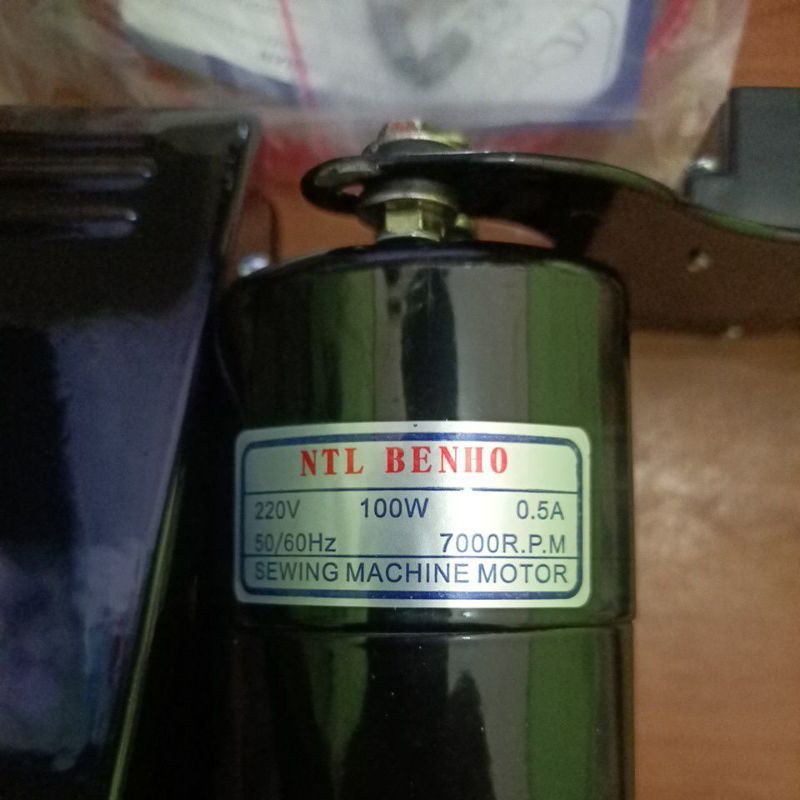 NTL BENHO
220V 100W 0.5A
50/60Hz 7000R.P.M
SEWING MACHINE MOTOR